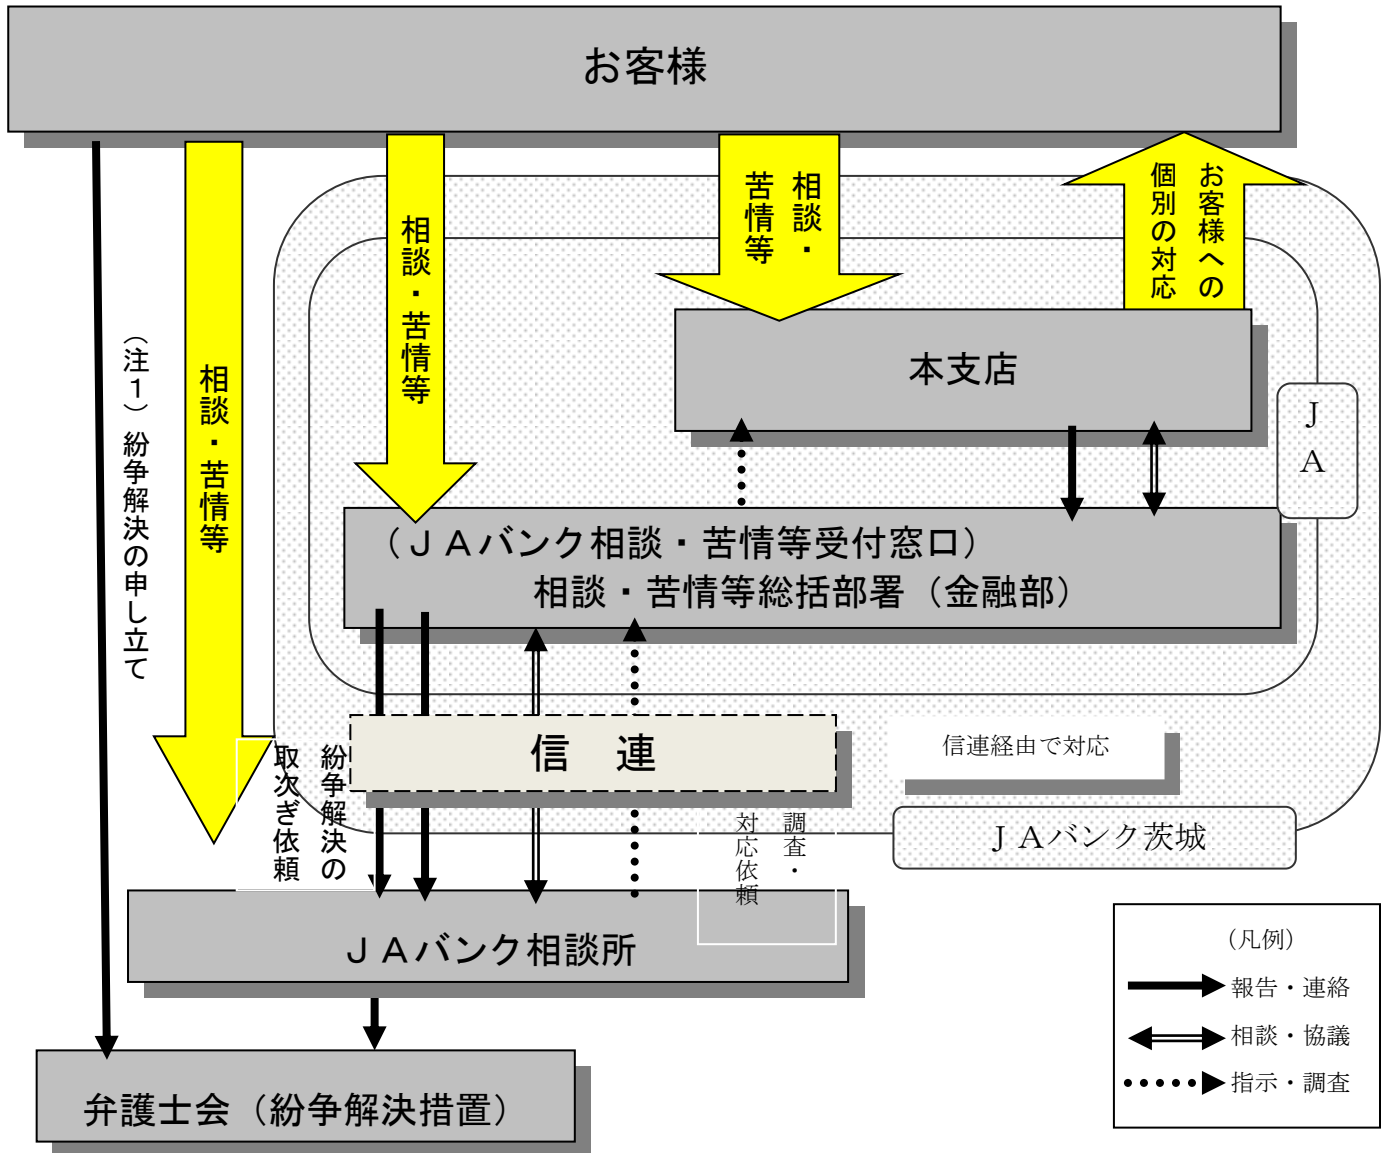 お客様
相談・
苦情等
お客様への
個別の対応
相談・苦情等
相談・苦情等
（注１）紛争解決の申し立て
本支店
ＪＡ
（ＪＡバンク相談・苦情等受付窓口）
相談・苦情等総括部署（金融部）
信　連
信連経由で対応
紛争解決の
取次ぎ依頼
調査・
対応依頼
ＪＡバンク茨城
ＪＡバンク相談所
弁護士会（紛争解決措置）
（凡例）
報告・連絡
相談・協議
指示・調査